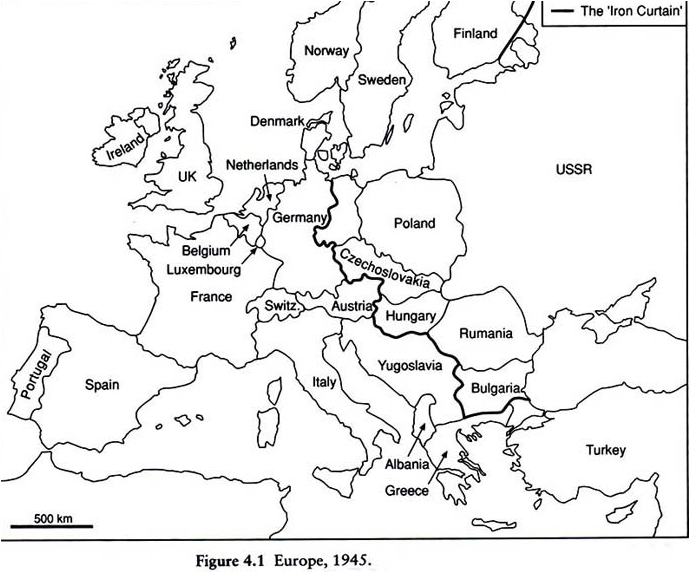 The 'Iron Curtain'
Norway
Finland
Sweden
Denmark
Ireland
UK
Netherlands
USSR
Germany
Poland
Belgium
Luxembourg
Czechoslovakia
France
Switz.
Austria
Hungary
Rumania
Portugal
Spain
Italy
Yugoslavia
Bulgaria
Albania
Greece
Turkey
500 km
Figure 4.1 Europe, 1945.